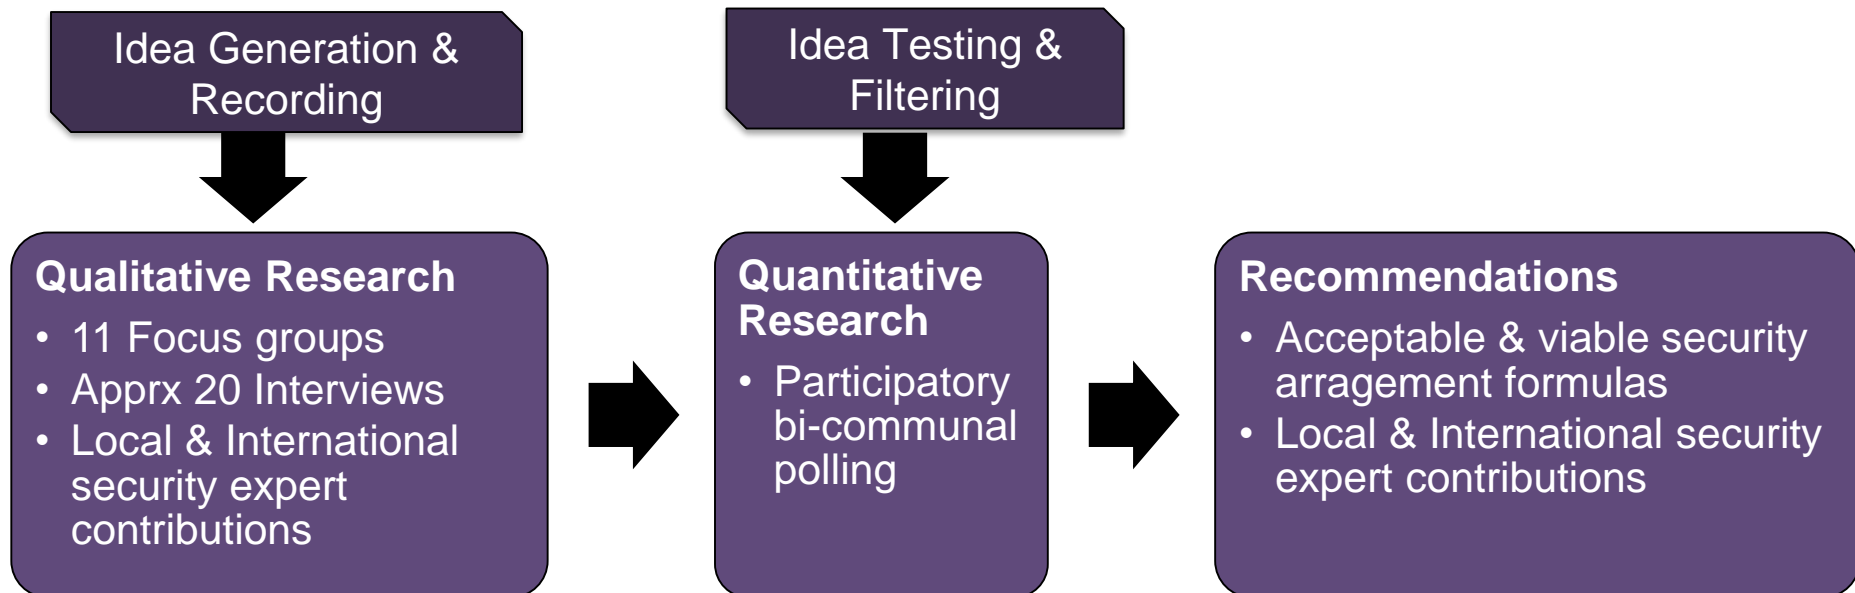 Idea Generation &
Recording
Idea Testing &
Filtering
Qualitative Research
• 11 Focus groups
• Apprx 20 Interviews
• Local & International
security expert
contributions
Quantitative
Research
• Participatory
bi-communal
polling
Recommendations
• Acceptable & viable security
arragement formulas
• Local & International security
expert contributions